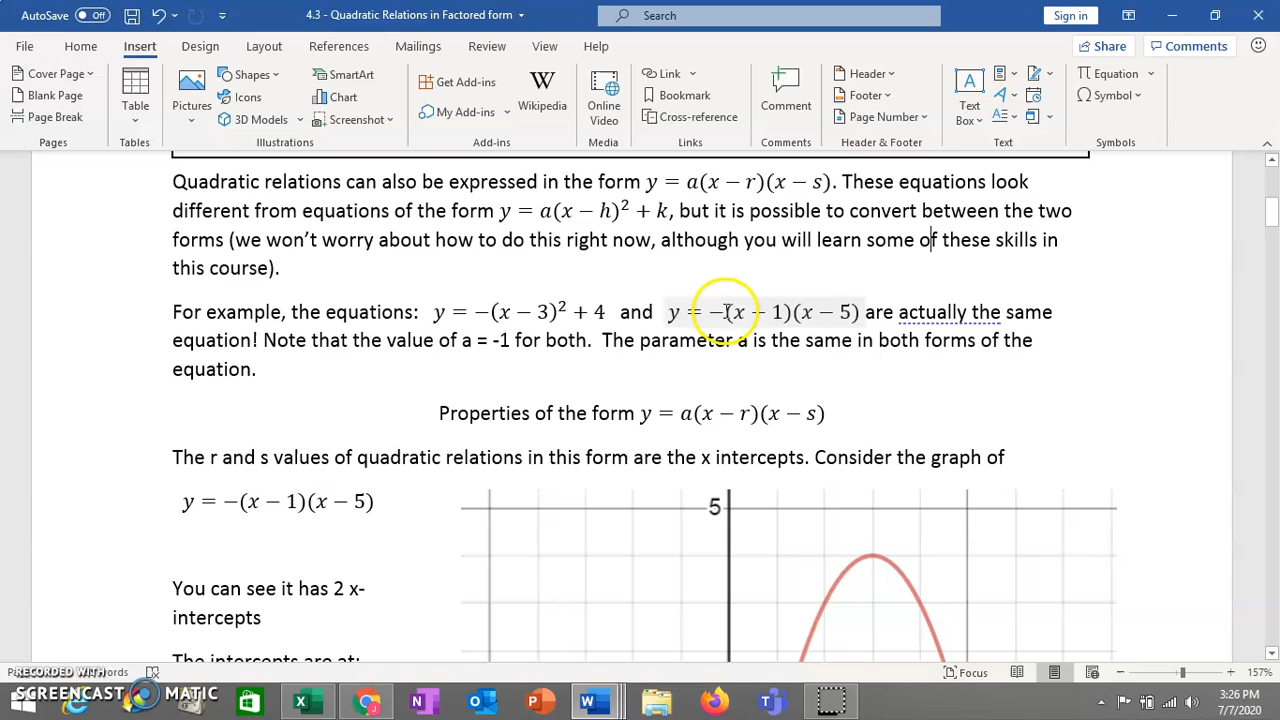 AutoSave Off 4.3 - Quadratic Relations in Factored form Search Sign in
File Home Insert Design Layout References Mailings Review View Help Share Comments
Cover Page Blank Page Page Break Pages
Table Tables
Pictures Shapes Icons 3D Models SmartArt Chart Screenshot Illustrations
Get Add-ins My Add-ins Wikipedia Add-ins
Online Video Media
Link Bookmark Cross-reference Links
Comment Comments
Header Footer Page Number Header & Footer
Text Box Text
Equation Symbol Symbols
Quadratic relations can also be expressed in the form y = a(x − r)(x − s). These equations look
different from equations of the form y = a(x − h)² + k, but it is possible to convert between the two
forms (we won’t worry about how to do this right now, although you will learn some of these skills in
this course).
For example, the equations: y = −(x − 3)² + 4 and y = −(x − 1)(x − 5) are actually the same
equation! Note that the value of a = -1 for both. The parameter a is the same in both forms of the
equation.
Properties of the form y = a(x − r)(x − s)
The r and s values of quadratic relations in this form are the x intercepts. Consider the graph of
y = −(x − 1)(x − 5)
5
You can see it has 2 x-
intercepts
The intercepts are at:
words Focus 157%
RECORDED WITH
SCREENCAST MATIC
3:26 PM
7/7/2020